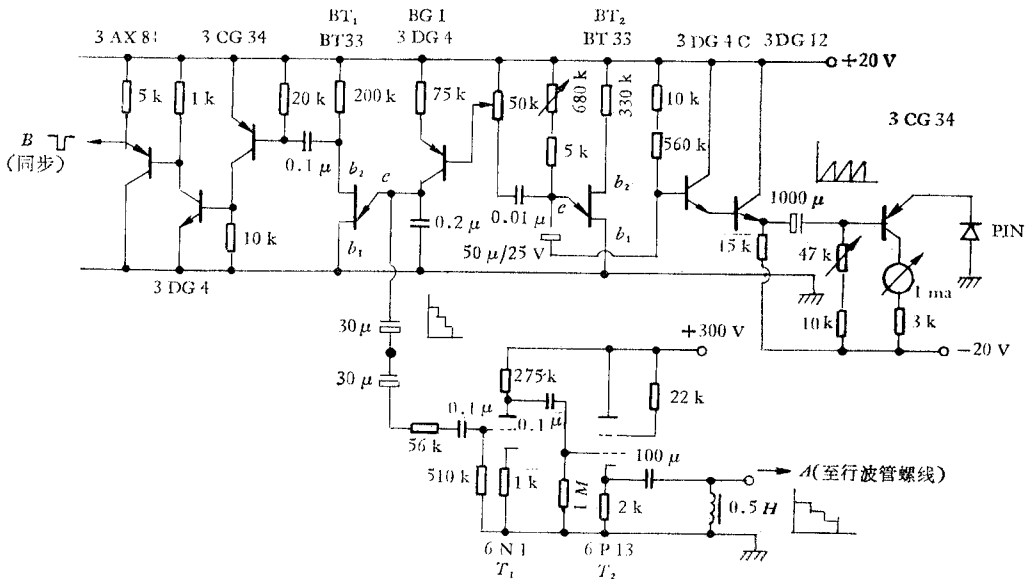 BT₁ BG 1 BT₂
3 AX 81 3 CG 34 BT33 3 DG 4 BT 33 3 DG 4 C 3 DG 12
+20 V
5 k 1 k 20 k 200 k 75 k 50 k 680 k 330 k 10 k
3 CG 34
B (同步)
0.1 μ b₂ e 5 k b₂ 560 k
1000 μ
0.2 μ 0.01 μ e
PIN
10 k b₁ 50 μ/25 V b₁ 15 k 47 k
1 ma
3 DG 4
10 k 3 k
30 μ +300 V −20 V
30 μ 275 k 22 k
0.1 μ 0.1 μ
56 k 100 μ
A(至行波管螺线)
510 k 1 k 1 M 2 k 0.5 H
6 N 1 6 P 13
T₁ T₂